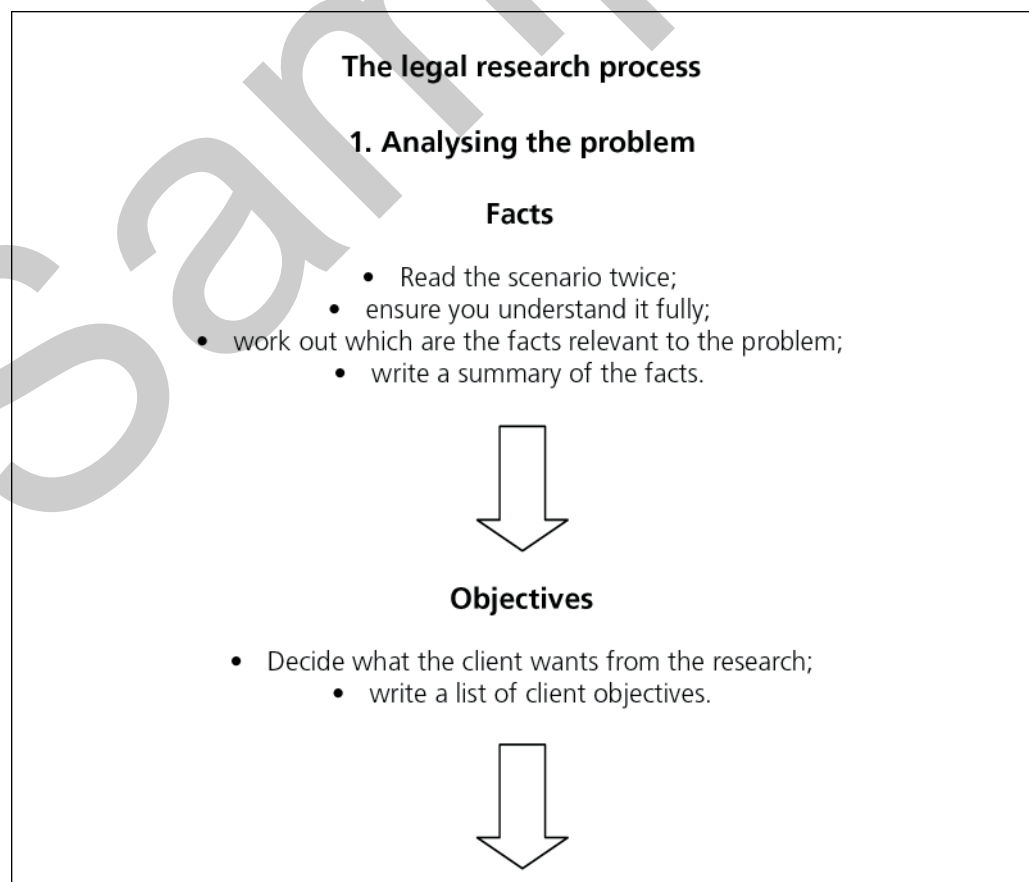 The legal research process
1. Analysing the problem
Facts
• Read the scenario twice;
• ensure you understand it fully;
• work out which are the facts relevant to the problem;
• write a summary of the facts.
Objectives
• Decide what the client wants from the research;
• write a list of client objectives.